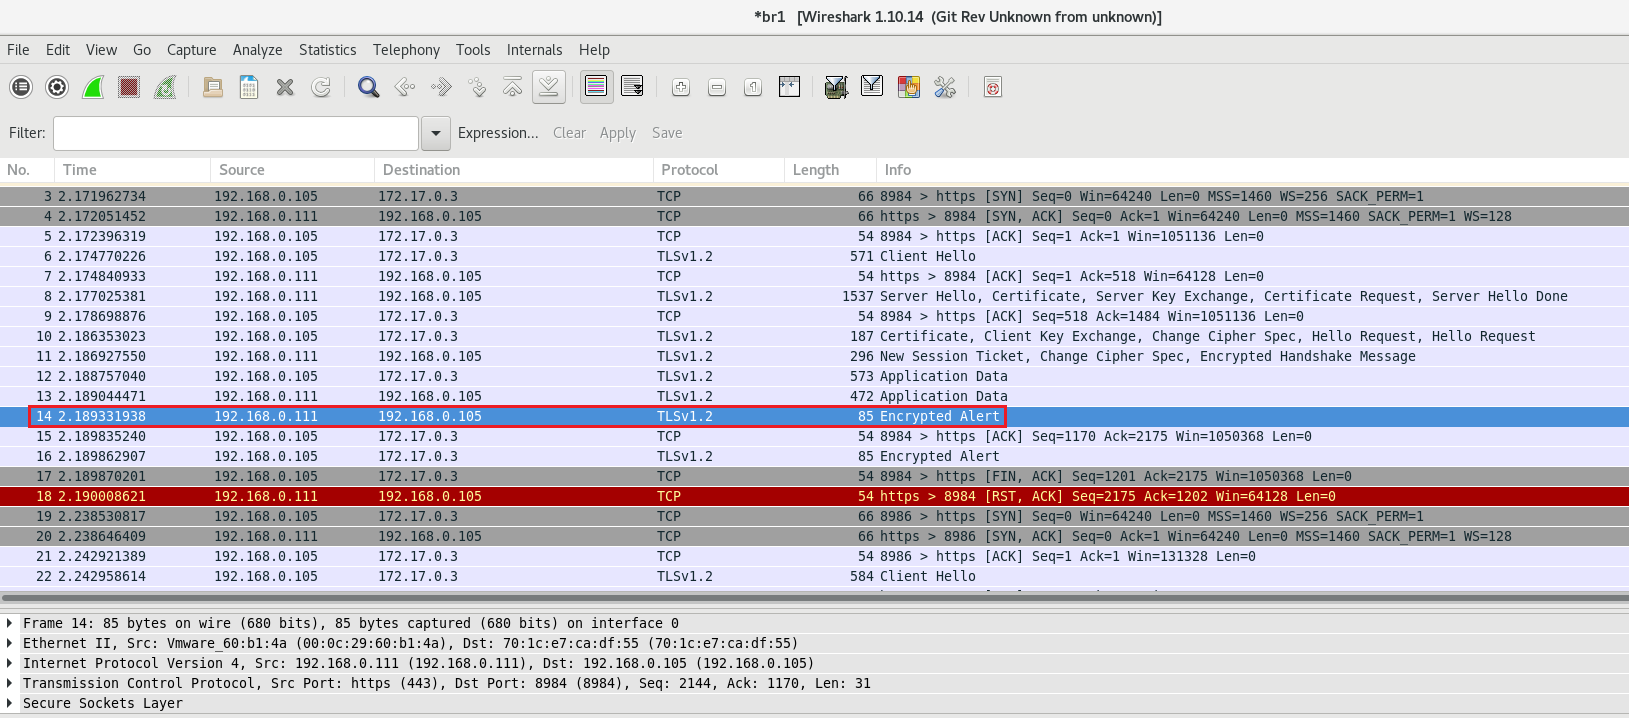 *br1 [Wireshark 1.10.14 (Git Rev Unknown from unknown)]
File Edit View Go Capture Analyze Statistics Telephony Tools Internals Help
Filter: Expression... Clear Apply Save
No. Time Source Destination Protocol Length Info
3 2.171962734 192.168.0.105 172.17.0.3 TCP 66 8984 > https [SYN] Seq=0 Win=64240 Len=0 MSS=1460 WS=256 SACK_PERM=1
4 2.172051452 192.168.0.111 192.168.0.105 TCP 66 https > 8984 [SYN, ACK] Seq=0 Ack=1 Win=64240 Len=0 MSS=1460 SACK_PERM=1 WS=128
5 2.172396319 192.168.0.105 172.17.0.3 TCP 54 8984 > https [ACK] Seq=1 Ack=1 Win=1051136 Len=0
6 2.174770226 192.168.0.105 172.17.0.3 TLSv1.2 571 Client Hello
7 2.174840933 192.168.0.111 192.168.0.105 TCP 54 https > 8984 [ACK] Seq=1 Ack=518 Win=64128 Len=0
8 2.177025381 192.168.0.111 192.168.0.105 TLSv1.2 1537 Server Hello, Certificate, Server Key Exchange, Certificate Request, Server Hello Done
9 2.178698876 192.168.0.105 172.17.0.3 TCP 54 8984 > https [ACK] Seq=518 Ack=1484 Win=1051136 Len=0
10 2.186353023 192.168.0.105 172.17.0.3 TLSv1.2 187 Certificate, Client Key Exchange, Change Cipher Spec, Hello Request, Hello Request
11 2.186927550 192.168.0.111 192.168.0.105 TLSv1.2 296 New Session Ticket, Change Cipher Spec, Encrypted Handshake Message
12 2.188757040 192.168.0.105 172.17.0.3 TLSv1.2 573 Application Data
13 2.189044471 192.168.0.111 192.168.0.105 TLSv1.2 472 Application Data
14 2.189331938 192.168.0.111 192.168.0.105 TLSv1.2 85 Encrypted Alert
15 2.189835240 192.168.0.105 172.17.0.3 TCP 54 8984 > https [ACK] Seq=1170 Ack=2175 Win=1050368 Len=0
16 2.189862907 192.168.0.105 172.17.0.3 TLSv1.2 85 Encrypted Alert
17 2.189870201 192.168.0.105 172.17.0.3 TCP 54 8984 > https [FIN, ACK] Seq=1201 Ack=2175 Win=1050368 Len=0
18 2.190008621 192.168.0.111 192.168.0.105 TCP 54 https > 8984 [RST, ACK] Seq=2175 Ack=1202 Win=64128 Len=0
19 2.238530817 192.168.0.105 172.17.0.3 TCP 66 8986 > https [SYN] Seq=0 Win=64240 Len=0 MSS=1460 WS=256 SACK_PERM=1
20 2.238646409 192.168.0.111 192.168.0.105 TCP 66 https > 8986 [SYN, ACK] Seq=0 Ack=1 Win=64240 Len=0 MSS=1460 SACK_PERM=1 WS=128
21 2.242921389 192.168.0.105 172.17.0.3 TCP 54 8986 > https [ACK] Seq=1 Ack=1 Win=131328 Len=0
22 2.242958614 192.168.0.105 172.17.0.3 TLSv1.2 584 Client Hello
Frame 14: 85 bytes on wire (680 bits), 85 bytes captured (680 bits) on interface 0
Ethernet II, Src: Vmware_60:b1:4a (00:0c:29:60:b1:4a), Dst: 70:1c:e7:ca:df:55 (70:1c:e7:ca:df:55)
Internet Protocol Version 4, Src: 192.168.0.111 (192.168.0.111), Dst: 192.168.0.105 (192.168.0.105)
Transmission Control Protocol, Src Port: https (443), Dst Port: 8984 (8984), Seq: 2144, Ack: 1170, Len: 31
Secure Sockets Layer